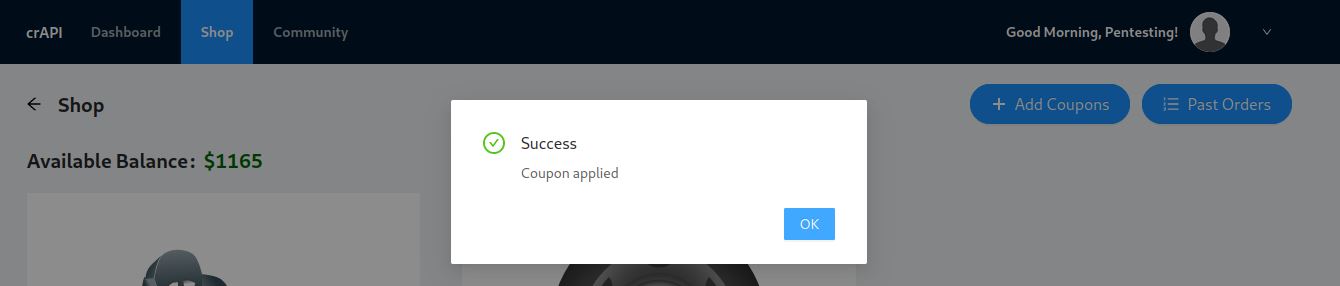 crAPI Dashboard Shop Community Good Morning, Pentesting!
Shop + Add Coupons Past Orders
Available Balance: $1165
Success
Coupon applied
OK